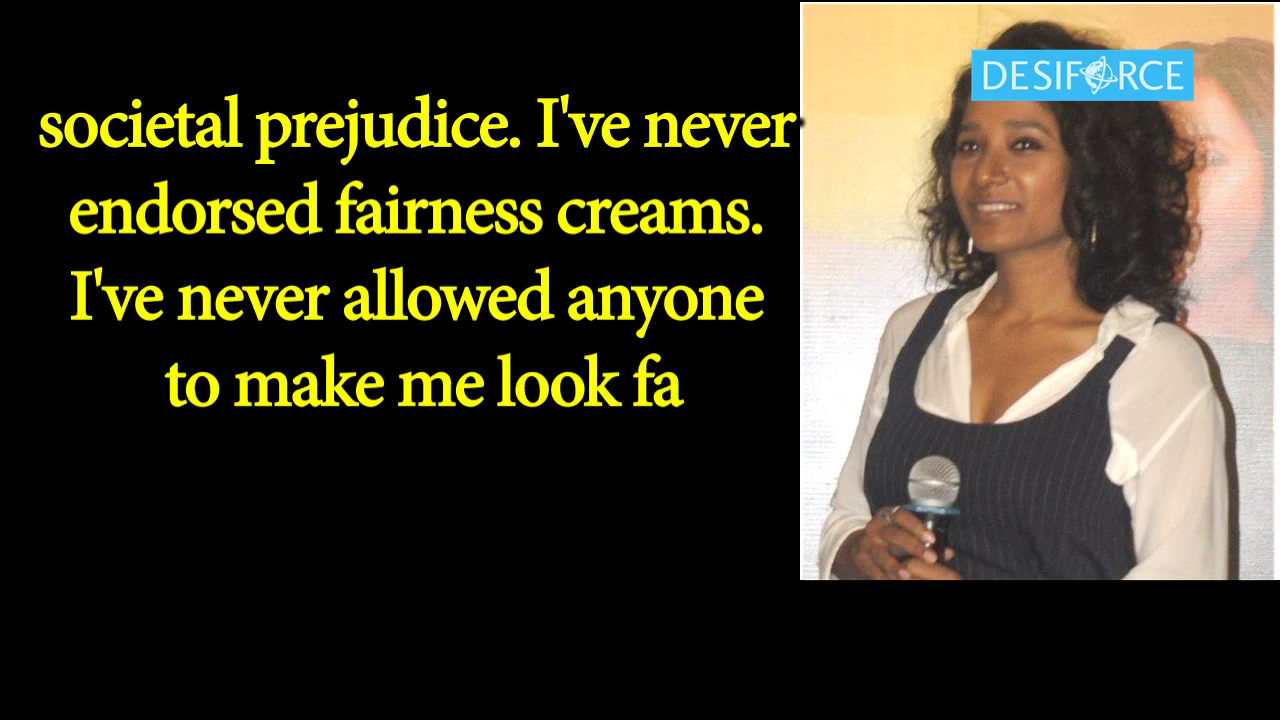 DESIFORCE
societal prejudice. I've never
endorsed fairness creams.
I've never allowed anyone
to make me look fa